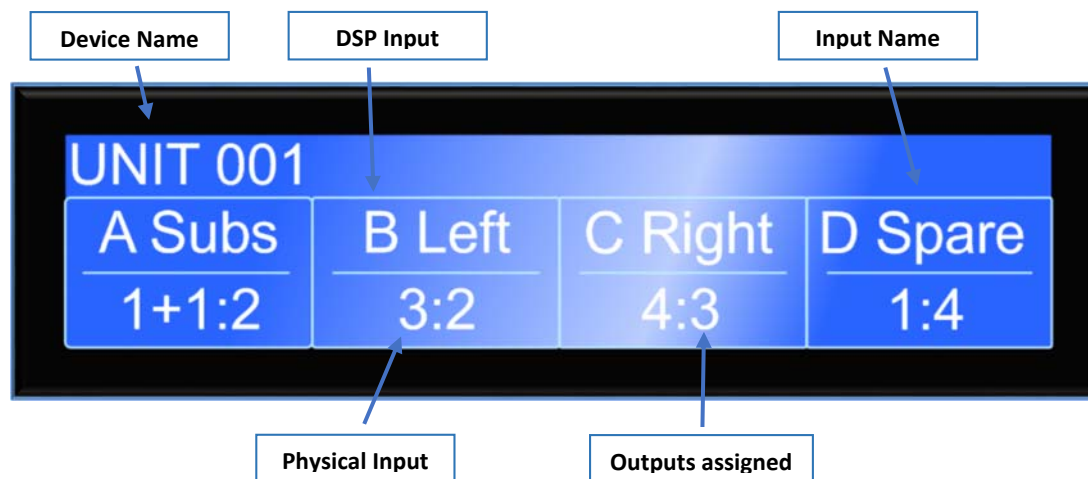 Device Name DSP Input Input Name
UNIT 001
A Subs B Left C Right D Spare
1+1:2 3:2 4:3 1:4
Physical Input Outputs assigned